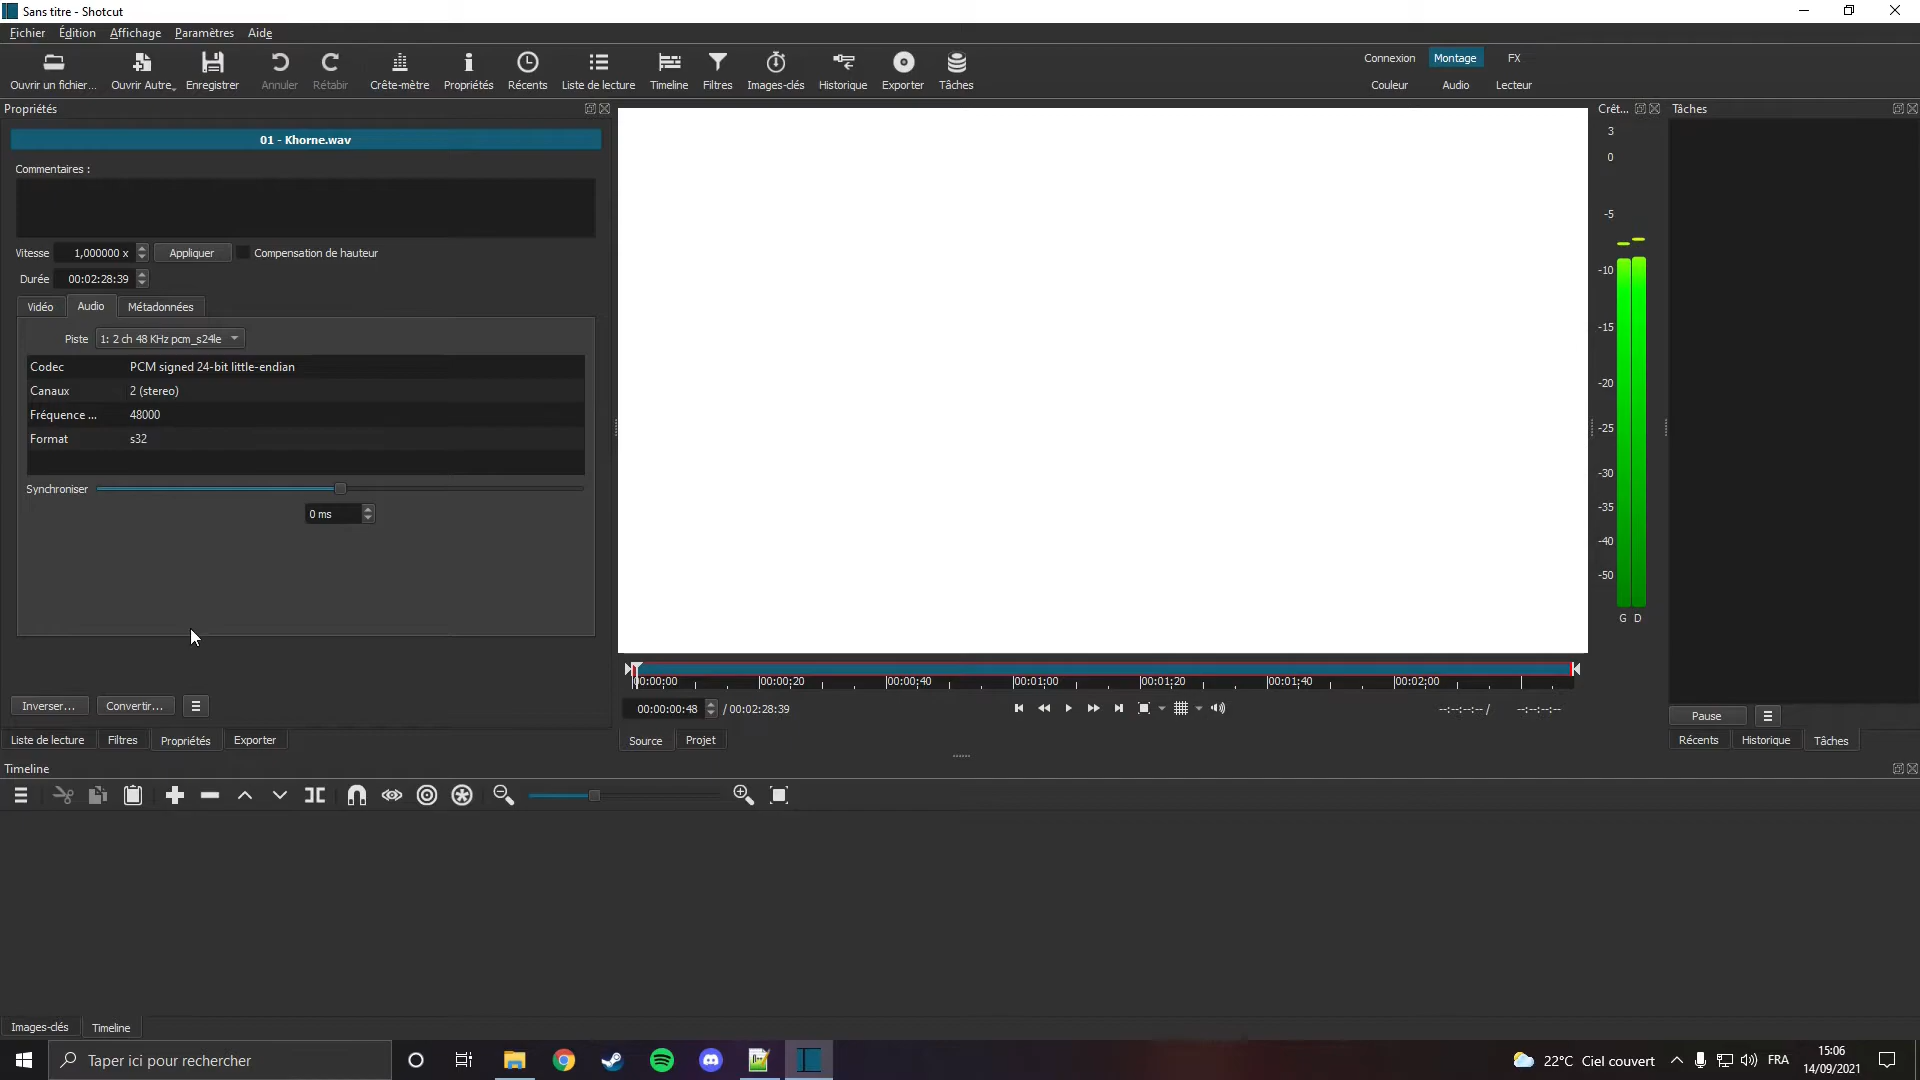 Sans titre - Shotcut
Fichier Édition Affichage Paramètres Aide
Ouvrir un fichier... Ouvrir Autre... Enregistrer Annuler Rétabir Crête-mètre Propriétés Récents Liste de lecture Timeline Filtres Images-clés Historique Exporter Tâches
Connexion Montage FX
Couleur Audio Lecteur
Propriétés
01 - Khorne.wav
Commentaires :
Vitesse 1,000000 x Appliquer Compensation de hauteur
Durée 00:02:28:39
Vidéo Audio Métadonnées
Piste 1: 2 ch 48 KHz pcm_s24le
Codec PCM signed 24-bit little-endian
Canaux 2 (stereo)
Fréquence ... 48000
Format s32
Synchroniser
0 ms
Inverser... Convertir...
Liste de lecture Filtres Propriétés Exporter
00:00:00 00:00:20 00:00:40 00:01:00 00:01:20 00:01:40 00:02:00
00:00:00:48 / 00:02:28:39 --:--:--:-- / --:--:--:--
Source Projet
Crêt...
3
0
-5
-10
-15
-20
-25
-30
-35
-40
-50
G D
Tâches
Pause
Récents Historique Tâches
Timeline
Images-clés Timeline
Taper ici pour rechercher
22°C Ciel couvert
FRA
15:06
14/09/2021